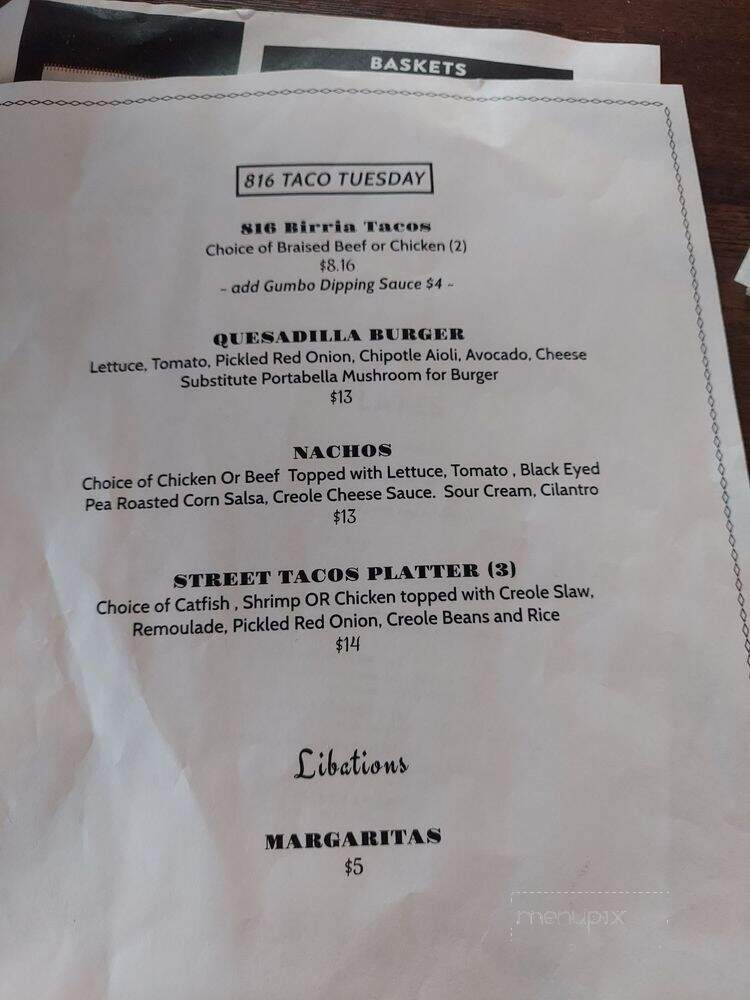 BASKETS
816 TACO TUESDAY
816 Birria Tacos
Choice of Braised Beef or Chicken (2)
$8.16
~ add Gumbo Dipping Sauce $4 ~
QUESADILLA BURGER
Lettuce, Tomato, Pickled Red Onion, Chipotle Aioli, Avocado, Cheese
Substitute Portabella Mushroom for Burger
$13
NACHOS
Choice of Chicken Or Beef Topped with Lettuce, Tomato , Black Eyed
Pea Roasted Corn Salsa, Creole Cheese Sauce. Sour Cream, Cilantro
$13
STREET TACOS PLATTER (3)
Choice of Catfish , Shrimp OR Chicken topped with Creole Slaw,
Remoulade, Pickled Red Onion, Creole Beans and Rice
$14
Libations
MARGARITAS
$5
menupix